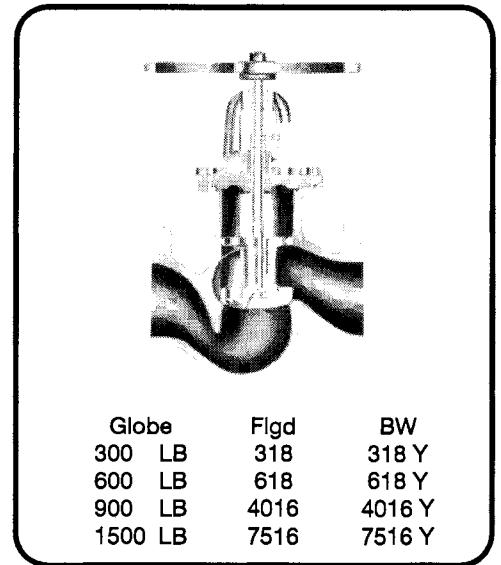 Globe Flgd BW
300 LB 318 318 Y
600 LB 618 618 Y
900 LB 4016 4016 Y
1500 LB 7516 7516 Y